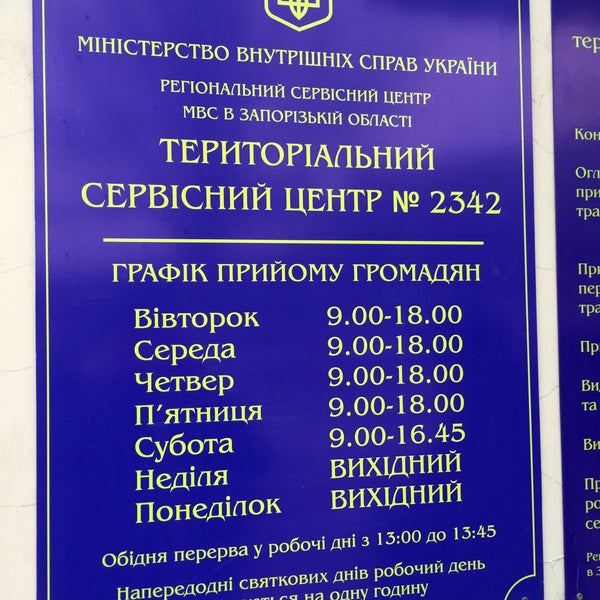 МІНІСТЕРСТВО ВНУТРІШНІХ СПРАВ УКРАЇНИ
РЕГІОНАЛЬНИЙ СЕРВІСНИЙ ЦЕНТР
МВС В ЗАПОРІЗЬКІЙ ОБЛАСТІ
ТЕРИТОРІАЛЬНИЙ
СЕРВІСНИЙ ЦЕНТР № 2342
ГРАФІК ПРИЙОМУ ГРОМАДЯН
Вівторок 9.00-18.00
Середа 9.00-18.00
Четвер 9.00-18.00
П'ятниця 9.00-18.00
Субота 9.00-16.45
Неділя ВИХІДНИЙ
Понеділок ВИХІДНИЙ
Обідня перерва у робочі дні з 13:00 до 13:45
Напередодні святкових днів робочий день
на одну годину